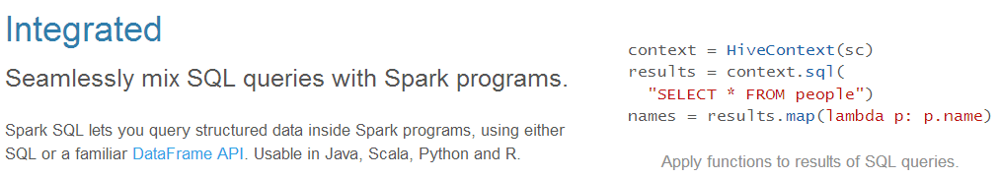 Integrated
Seamlessly mix SQL queries with Spark programs.
Spark SQL lets you query structured data inside Spark programs, using either
SQL or a familiar DataFrame API. Usable in Java, Scala, Python and R.
context = HiveContext(sc)
results = context.sql(
  "SELECT * FROM people")
names = results.map(lambda p: p.name)
Apply functions to results of SQL queries.